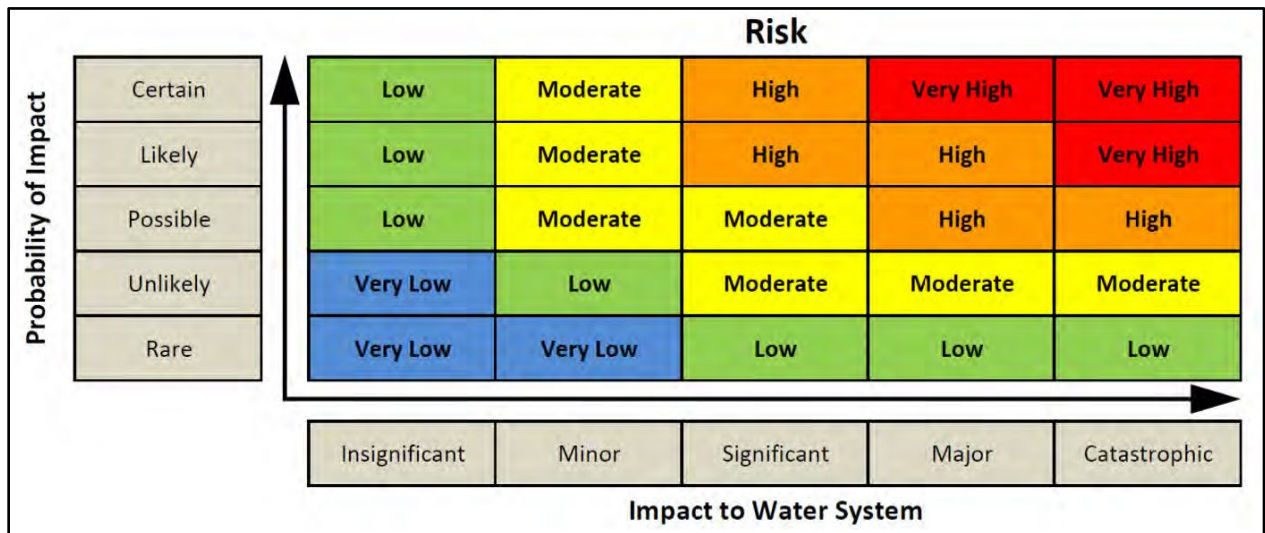 Risk
Probability of Impact
Certain Low Moderate High Very High Very High
Likely Low Moderate High High Very High
Possible Low Moderate Moderate High High
Unlikely Very Low Low Moderate Moderate Moderate
Rare Very Low Very Low Low Low Low
Insignificant Minor Significant Major Catastrophic
Impact to Water System